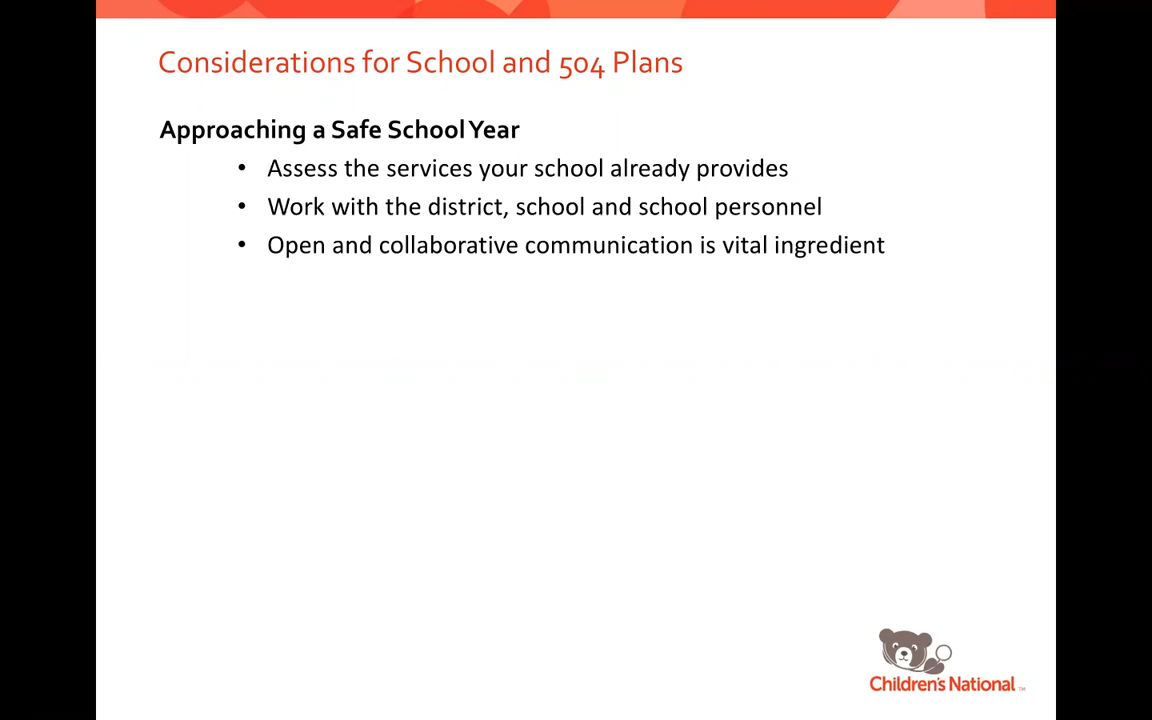 Considerations for School and 504 Plans
Approaching a Safe School Year
• Assess the services your school already provides
• Work with the district, school and school personnel
• Open and collaborative communication is vital ingredient
Children's National ™